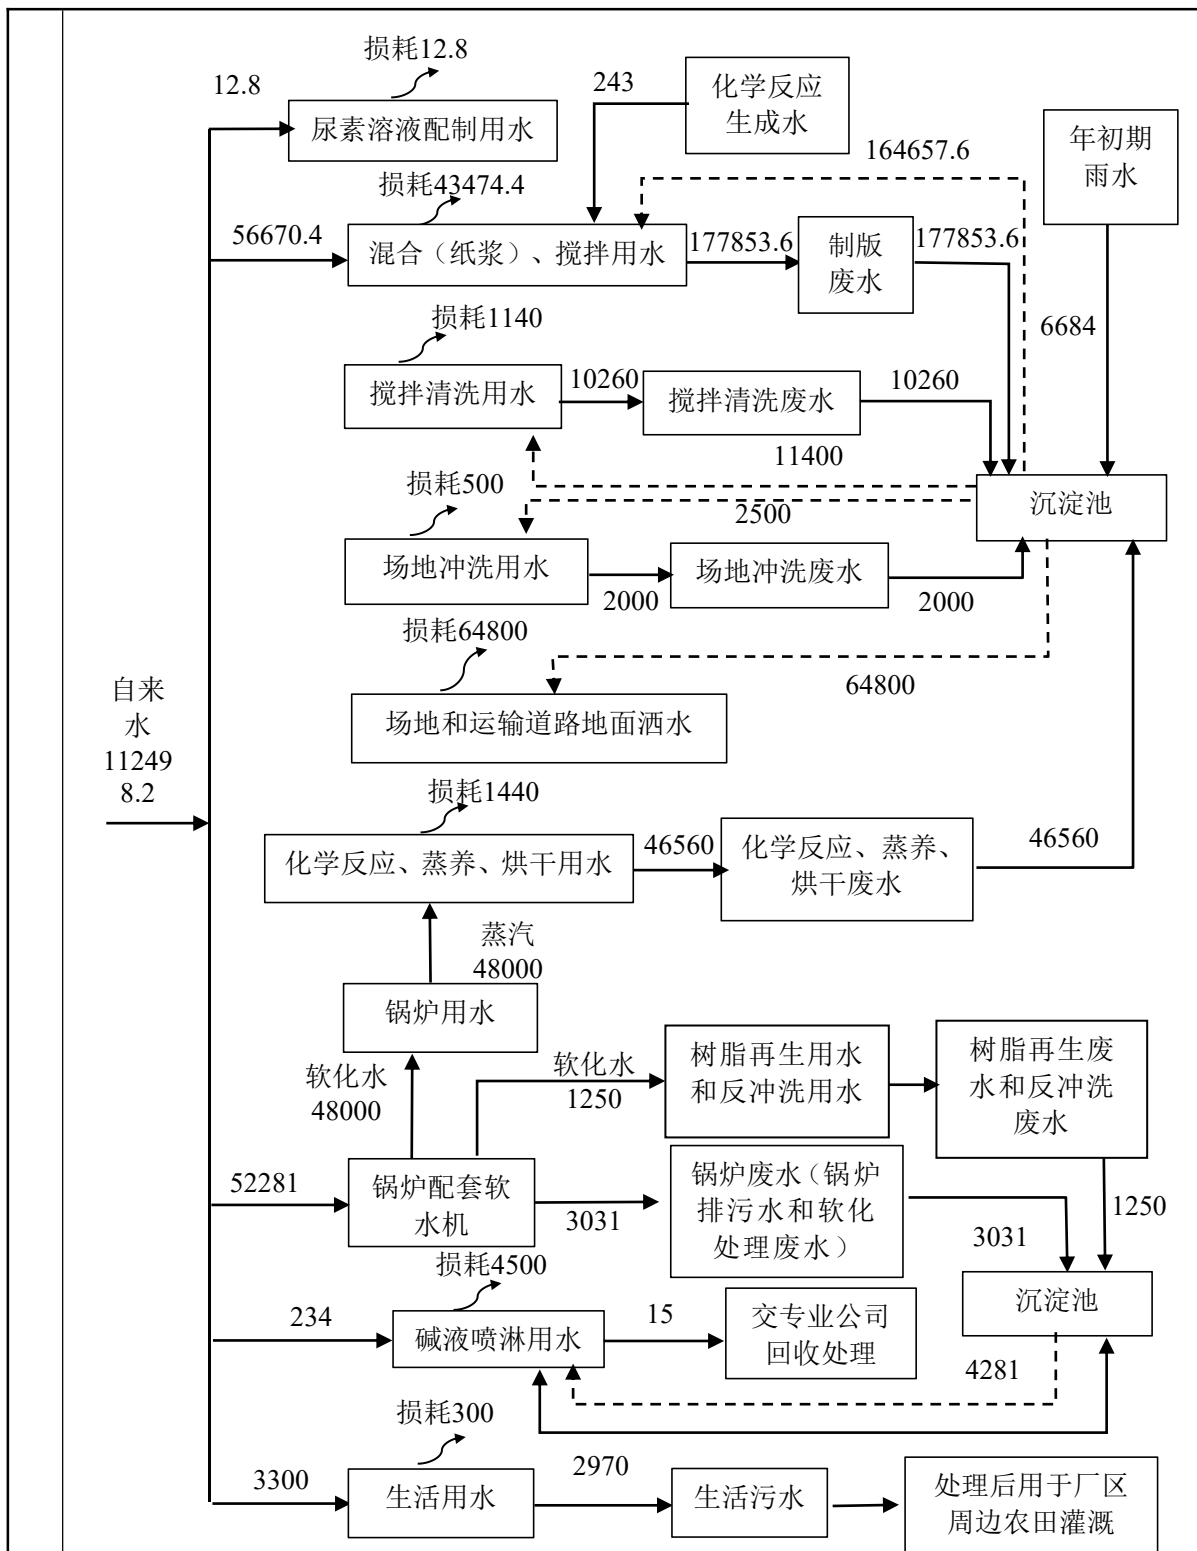 损耗12.8
12.8
尿素溶液配制用水
243
化学反应
生成水
164657.6
年初期
雨水
损耗43474.4
56670.4
混合（纸浆）、搅拌用水
177853.6
制版
废水
177853.6
6684
损耗1140
搅拌清洗用水
10260
搅拌清洗废水
10260
11400
损耗500
2500
沉淀池
场地冲洗用水
2000
场地冲洗废水
2000
损耗64800
64800
场地和运输道路地面洒水
自来
水
11249
8.2
损耗1440
化学反应、蒸养、烘干用水
46560
化学反应、蒸养、
烘干废水
46560
蒸汽
48000
锅炉用水
软化水
48000
软化水
1250
树脂再生用水
和反冲洗用水
树脂再生废
水和反冲洗
废水
52281
锅炉配套软
水机
3031
锅炉废水（锅炉
排污水和软化
处理废水）
3031
1250
损耗4500
沉淀池
234
碱液喷淋用水
15
交专业公司
回收处理
4281
损耗300
3300
生活用水
2970
生活污水
处理后用于厂区
周边农田灌溉